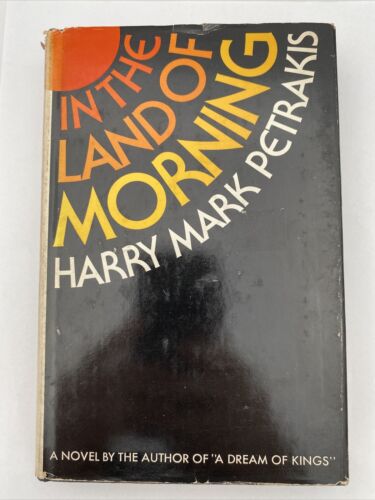 IN THE
LAND OF
MORNING
HARRY MARK PETRAKIS
A NOVEL BY THE AUTHOR OF "A DREAM OF KINGS"